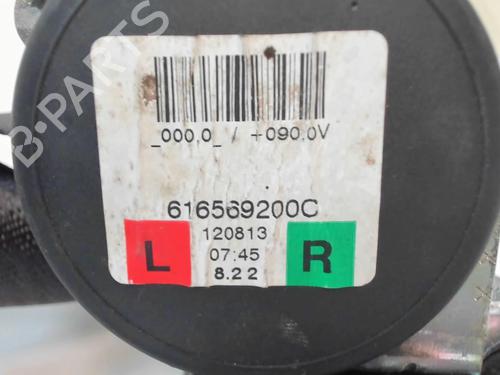 B-PARTS
_000,0_ / +090,0V
616569200C
120813
L 07:45 R
8.22